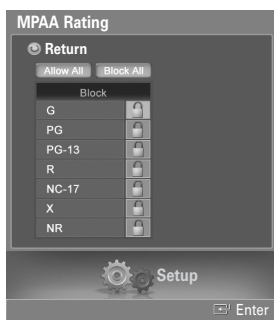 MPAA Rating
Return
Allow All Block All
Block
G
PG
PG-13
R
NC-17
X
NR
Setup
Enter